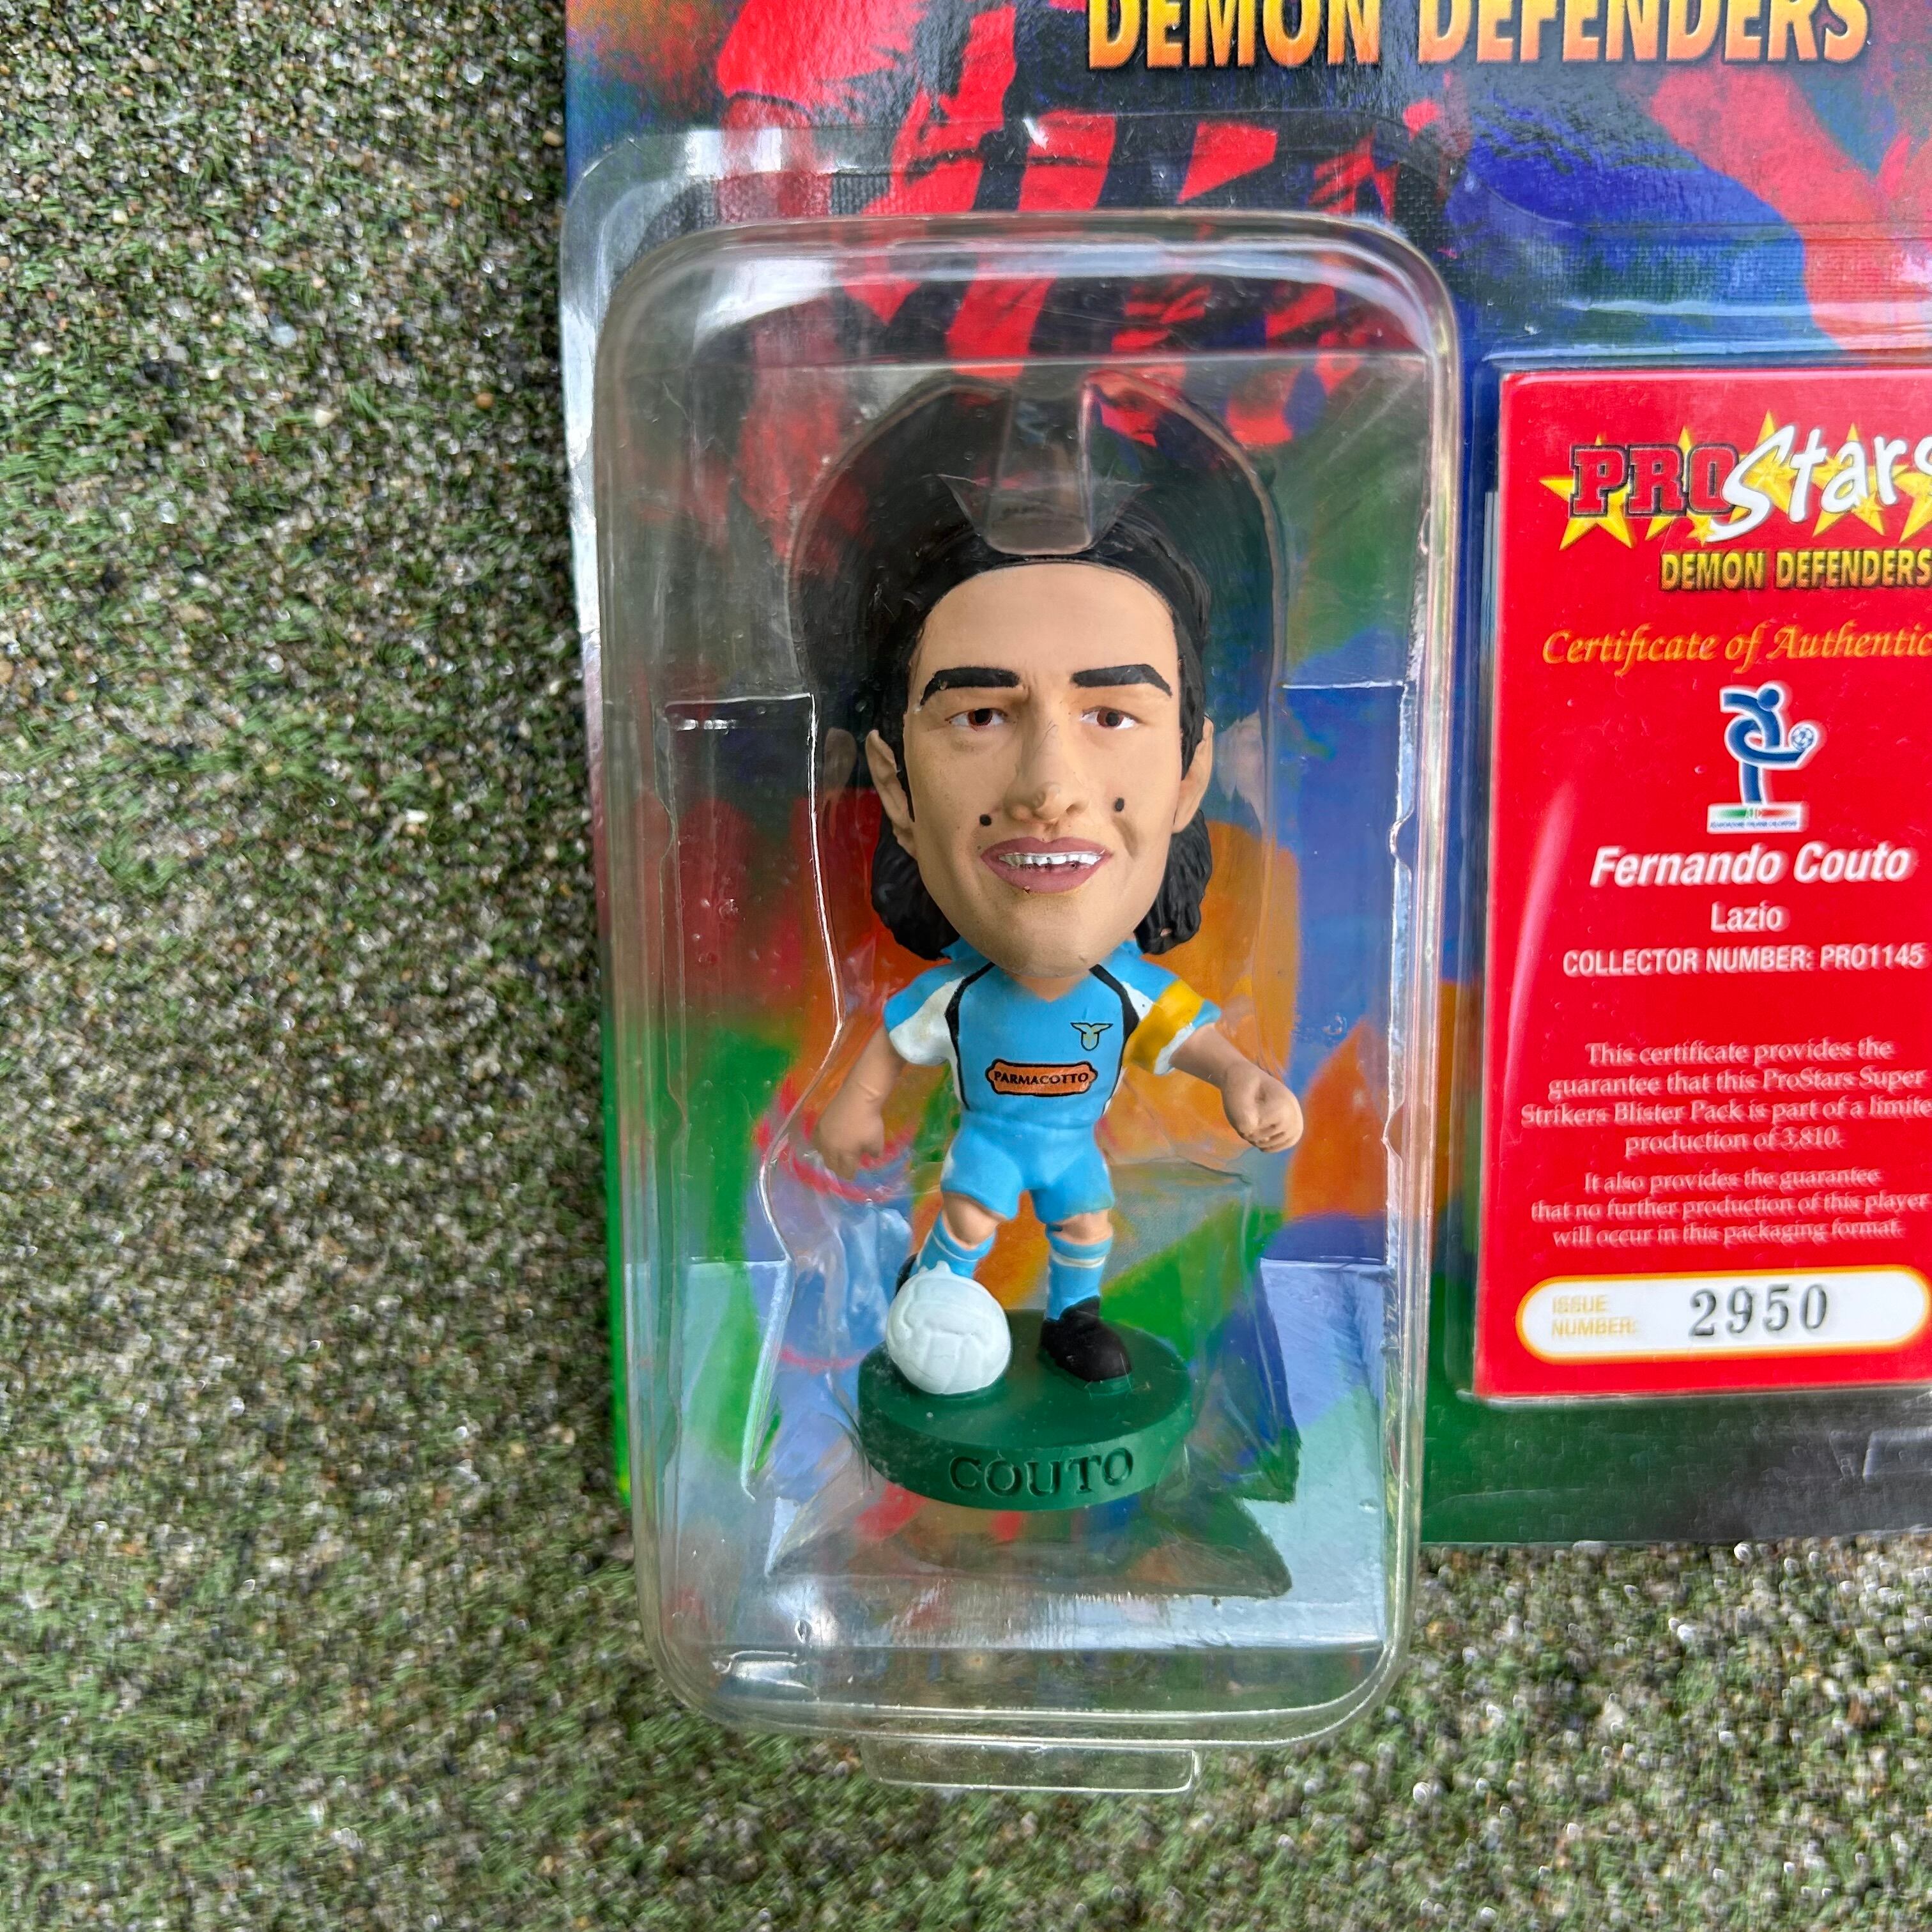 DEMON DEFENDERS
PROStars
DEMON DEFENDERS
Certificate of Authentic
AIC
Fernando Couto
Lazio
COLLECTOR NUMBER: PRO1145
This certificate provides the
guarantee that this ProStars Super
Strikers Blister Pack is part of a limite
production of 3,810.
It also provides the guarantee
that no further production of this player
will occur in this packaging format.
ISSUE
NUMBER: 2950
PARMACOTTO
COUTO